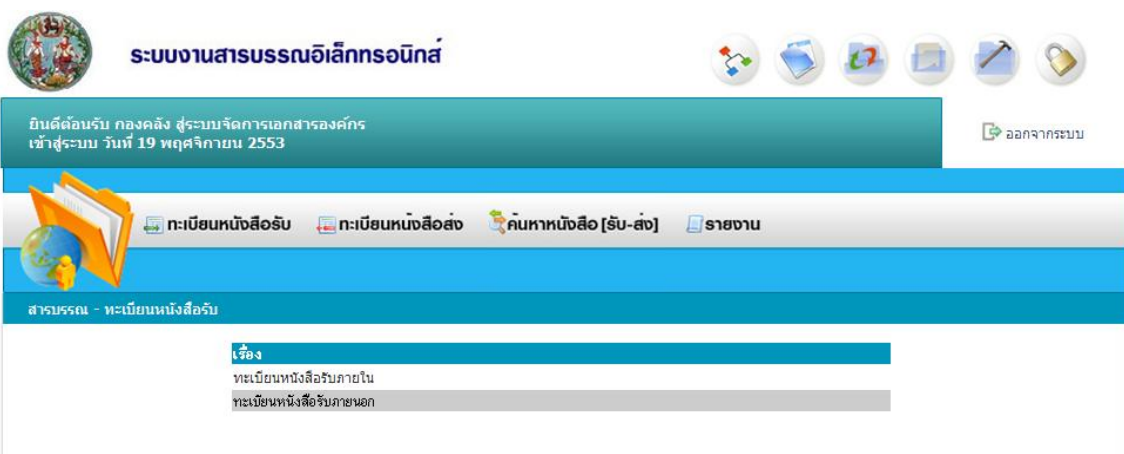 ระบบงานสารบรรณอิเล็กทรอนิกส์
ยินดีต้อนรับ กองคลัง สู่ระบบจัดการเอกสารองค์กร
เข้าสู่ระบบ วันที่ 19 พฤศจิกายน 2553
ออกจากระบบ
ทะเบียนหนังสือรับ ทะเบียนหนังสือส่ง ค้นหาหนังสือ [รับ-ส่ง] รายงาน
สารบรรณ - ทะเบียนหนังสือรับ
เรื่อง
ทะเบียนหนังสือรับภายใน
ทะเบียนหนังสือรับภายนอก